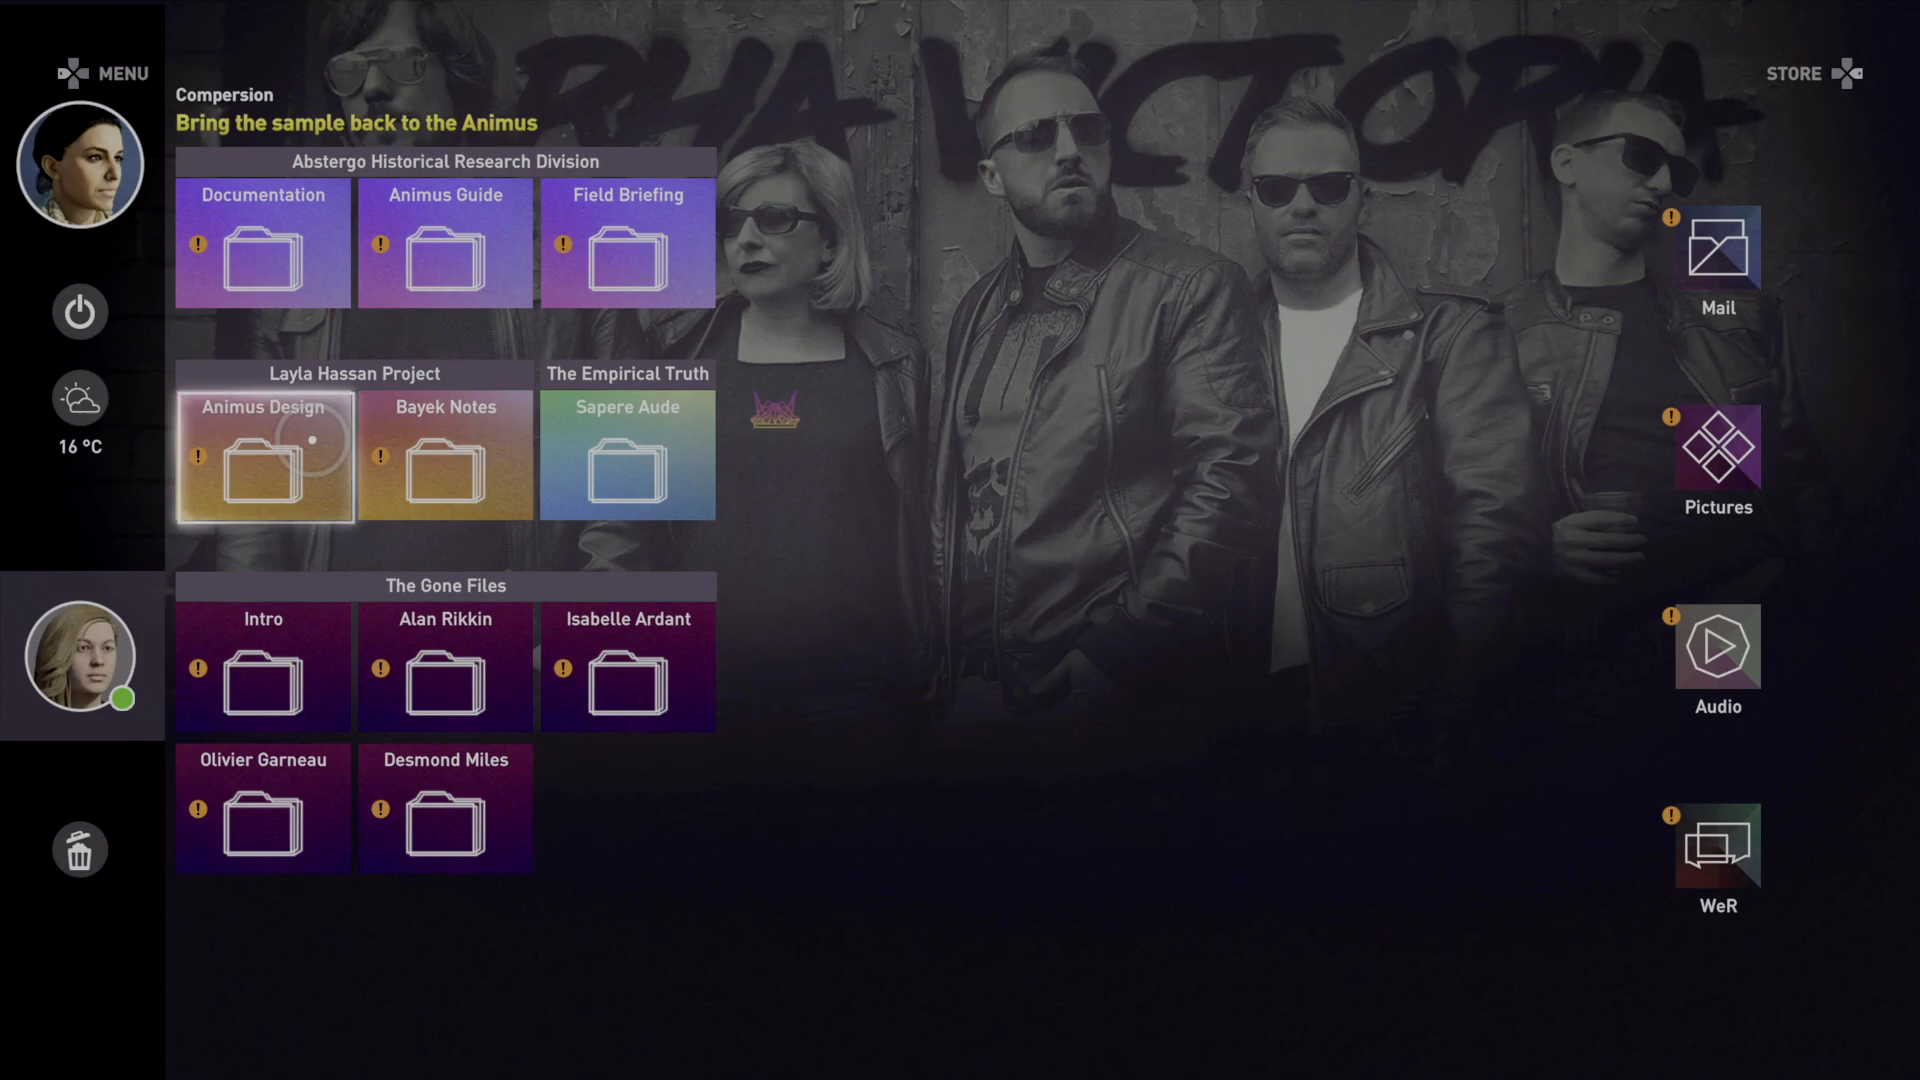 MENU
STORE
Compersion
Bring the sample back to the Animus
Abstergo Historical Research Division
Documentation
Animus Guide
Field Briefing
!
!
!
Layla Hassan Project
The Empirical Truth
Animus Design
Bayek Notes
Sapere Aude
!
!
16 °C
The Gone Files
Intro
Alan Rikkin
Isabelle Ardant
!
!
!
Olivier Garneau
Desmond Miles
!
!
!
Mail
!
Pictures
!
Audio
!
WeR
VICTORIA